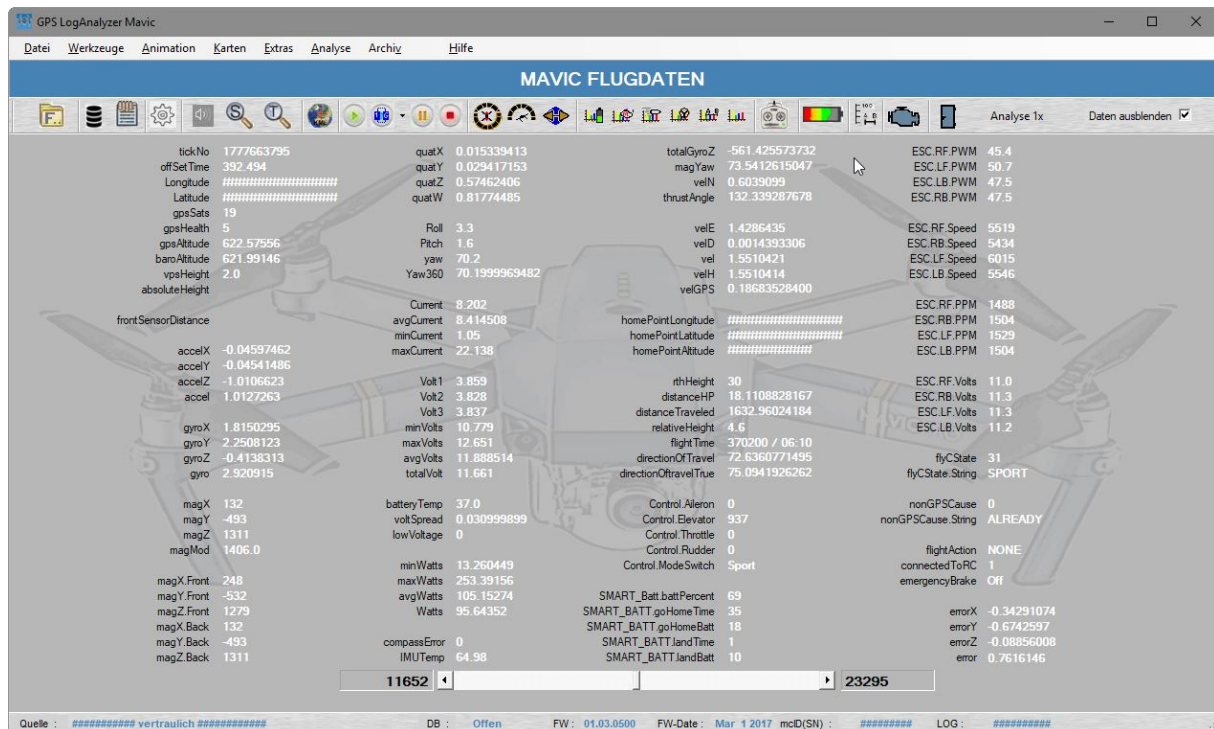 GPS LogAnalyzer Mavic
Datei Werkzeuge Animation Karten Extras Analyse Archiv Hilfe
MAVIC FLUGDATEN
Analyse 1x Daten ausblenden
tickNo 1777663795
offSetTime 392.494
Longitude ###########################
Latitude ###########################
gpsSats 19
gpsHealth 5
gpsAltitude 622.57556
baroAltitude 621.99146
vpsHeight 2.0
absoluteHeight
frontSensorDistance
accelX -0.04597462
accelY -0.04541486
accelZ -1.0106623
accel 1.0127263
gyroX 1.8150295
gyroY 2.2508123
gyroZ -0.4138313
gyro 2.920915
magX 132
magY -493
magZ 1311
magMod 1406.0
magX.Front 248
magY.Front -532
magZ.Front 1279
magX.Back 132
magY.Back -493
magZ.Back 1311
quatX 0.015339413
quatY 0.029417153
quatZ 0.57462406
quatW 0.81774485
Roll 3.3
Pitch 1.6
yaw 70.2
Yaw360 70.1999969482
Current 8.202
avgCurrent 8.414508
minCurrent 1.05
maxCurrent 22.138
Volt1 3.859
Volt2 3.828
Volt3 3.837
minVolts 10.779
maxVolts 12.651
avgVolts 11.888514
totalVolt 11.661
batteryTemp 37.0
voltSpread 0.030999899
lowVoltage 0
minWatts 13.260449
maxWatts 253.39156
avgWatts 105.15274
Watts 95.64352
compassError 0
IMUTemp 64.98
totalGyroZ -561.425573732
magYaw 73.5412615047
velN 0.6039099
thrustAngle 132.339287678
velE 1.4286435
velD 0.0014393306
vel 1.5510421
velH 1.5510414
velGPS 0.18683528400
homePointLongitude ###########################
homePointLatitude ###########################
homePointAltitude ####################
rthHeight 30
distanceHP 18.1108828167
distanceTraveled 1632.96024184
relativeHeight 4.6
flightTime 370200 / 06:10
directionOfTravel 72.6360771495
directionOftravelTrue 75.0941926262
Control.Aileron 0
Control.Elevator 937
Control.Throttle 0
Control.Rudder 0
Control.ModeSwitch Sport
SMART_Batt.battPercent 69
SMART_BATT.goHomeTime 35
SMART_BATT.goHomeBatt 18
SMART_BATT.landTime 1
SMART_BATT.landBatt 10
ESC.RF.PWM 45.4
ESC.LF.PWM 50.7
ESC.LB.PWM 47.5
ESC.RB.PWM 47.5
ESC.RF.Speed 5519
ESC.RB.Speed 5434
ESC.LF.Speed 6015
ESC.LB.Speed 5546
ESC.RF.PPM 1488
ESC.RB.PPM 1504
ESC.LF.PPM 1529
ESC.LB.PPM 1504
ESC.RF.Volts 11.0
ESC.RB.Volts 11.3
ESC.LF.Volts 11.3
ESC.LB.Volts 11.2
flyCState 31
flyCState.String SPORT
nonGPSCause 0
nonGPSCause.String ALREADY
flightAction NONE
connectedToRC 1
emergencyBrake Off
errorX -0.34291074
errorY -0.6742597
errorZ -0.08856008
error 0.7616146
11652 23295
Quelle : ########### vertraulich ############ DB : Offen FW : 01.03.0500 FW-Date : Mar 1 2017 mcID(SN) : ######### LOG : ##########